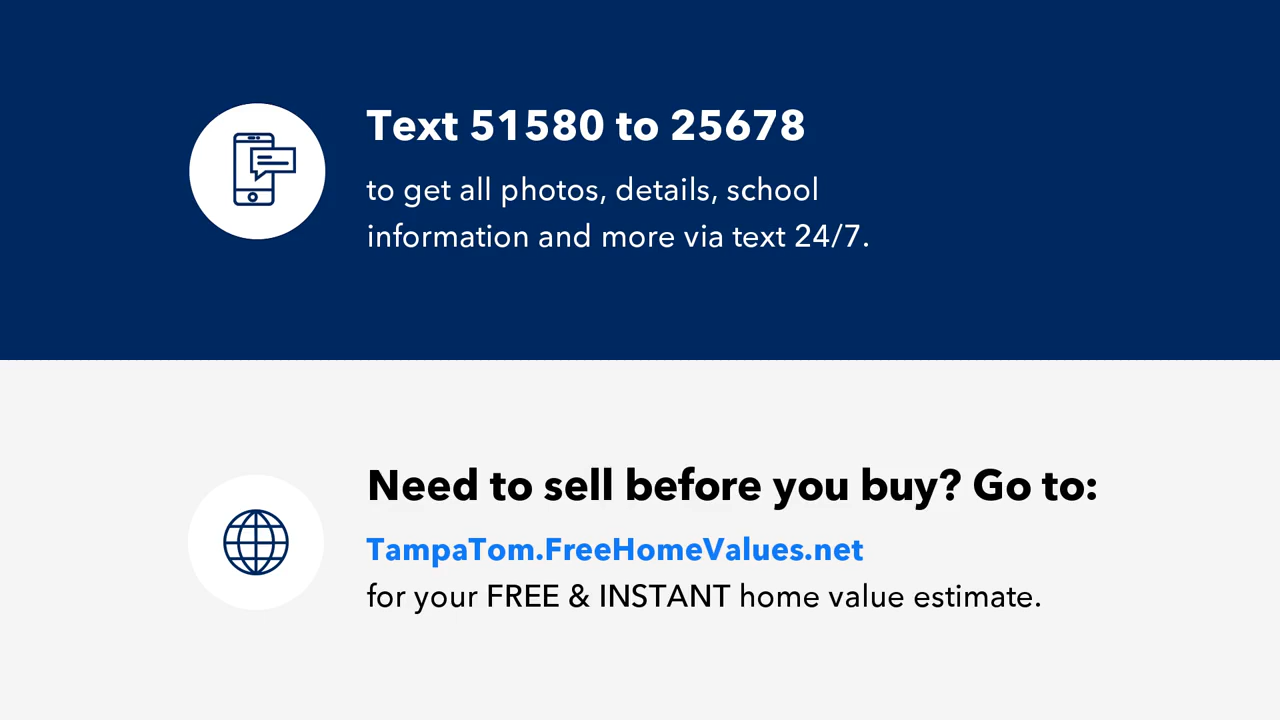 Text 51580 to 25678
to get all photos, details, school
information and more via text 24/7.
Need to sell before you buy? Go to:
TampaTom.FreeHomeValues.net
for your FREE & INSTANT home value estimate.